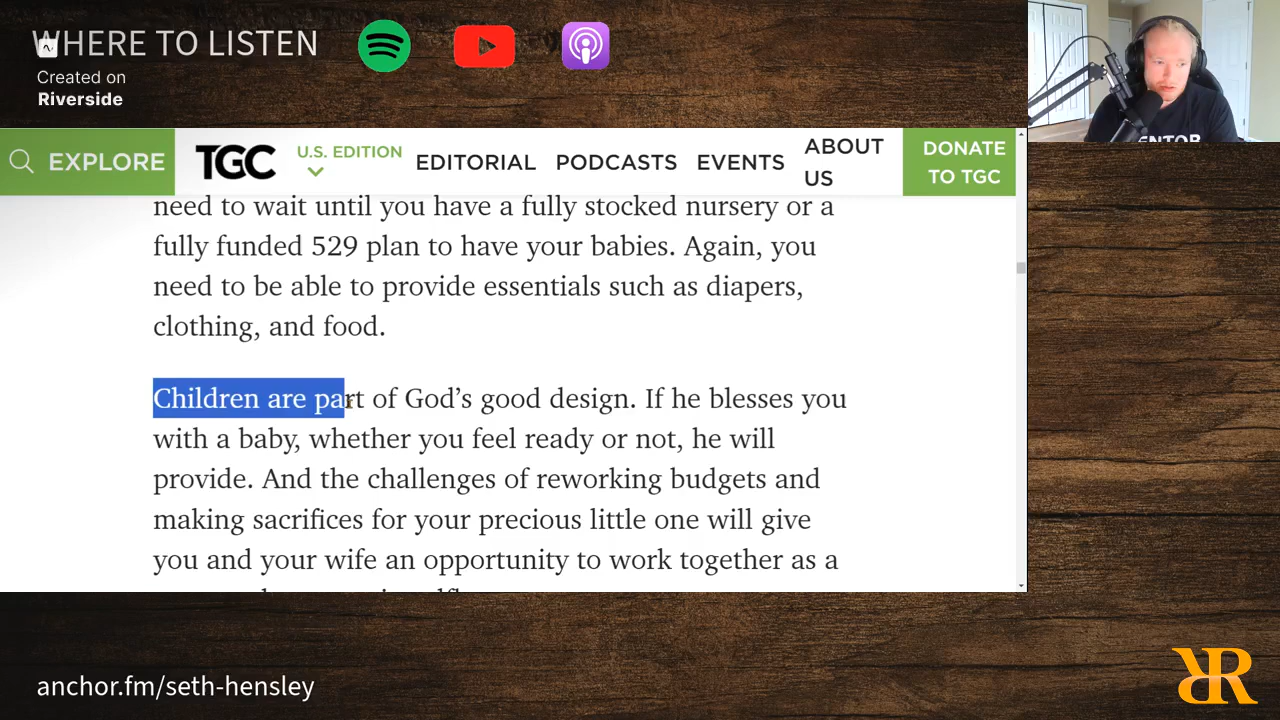 WHERE TO LISTEN
Created on
Riverside
EXPLORE
TGC
U.S. EDITION
EDITORIAL
PODCASTS
EVENTS
ABOUT
US
DONATE
TO TGC
need to wait until you have a fully stocked nursery or a
fully funded 529 plan to have your babies. Again, you
need to be able to provide essentials such as diapers,
clothing, and food.
Children are part of God’s good design. If he blesses you
with a baby, whether you feel ready or not, he will
provide. And the challenges of reworking budgets and
making sacrifices for your precious little one will give
you and your wife an opportunity to work together as a
anchor.fm/seth-hensley
RR